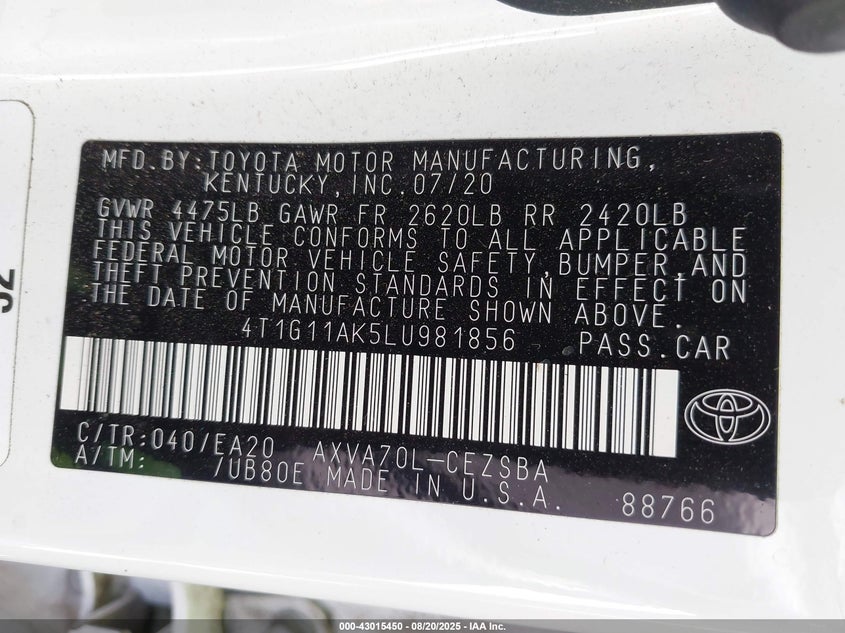 MFD.BY:TOYOTA MOTOR MANUFACTURING,
KENTUCKY,INC.07/20
GVWR 4475LB GAWR FR 2620LB RR 2420LB
THIS VEHICLE CONFORMS TO ALL APPLICABLE
FEDERAL MOTOR VEHICLE SAFETY,BUMPER,AND
THEFT PREVENTION STANDARDS IN EFFECT ON
THE DATE OF MANUFACTURE SHOWN ABOVE.
4T1G11AK5LU981856 PASS.CAR
C/TR:040/EA20 AXVA70L-CEZSBA
A/TM: /UB80E MADE IN U.S.A. 88766
000-43015450 - 08/20/2025 - IAA Inc.